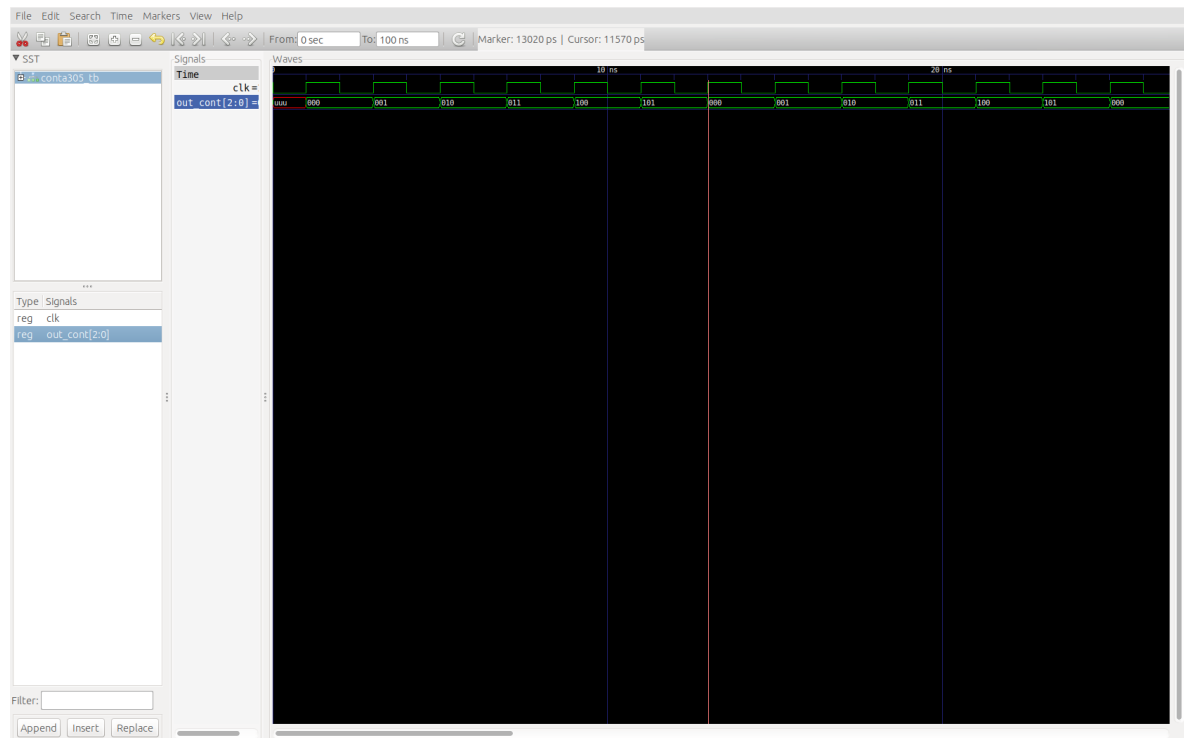 File Edit Search Time Markers View Help
From: 0 sec To: 100 ns Marker: 13020 ps | Cursor: 11570 ps
SST
conta305_tb
Type Signals
reg clk
reg out_cont[2:0]
Filter:
Append Insert Replace
Signals
Time
clk=
out_cont[2:0] =
Waves
10 ns 20 ns
uuu 000 001 010 011 100 101 000 001 010 011 100 101 000